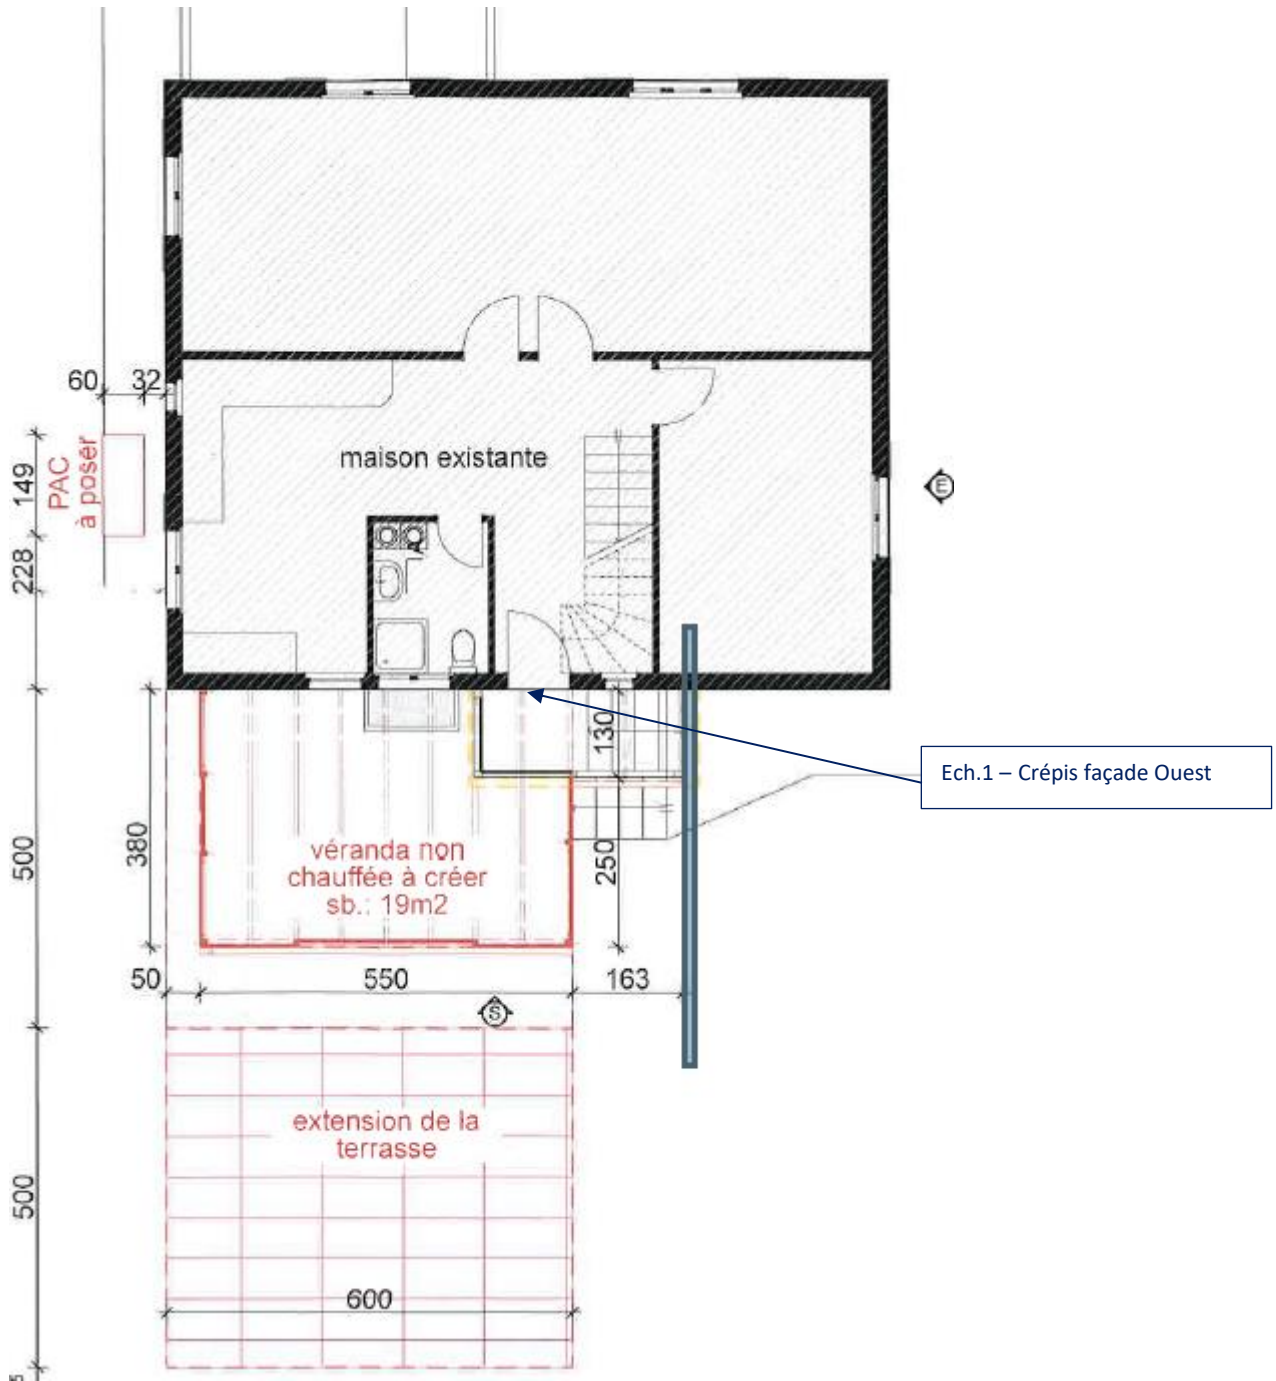 60
32
149
PAC
à poser
maison existante
E
228
130
Ech.1 – Crépis façade Ouest
500
380
véranda non
chauffée à créer
sb.: 19m2
250
50
550
163
S
extension de la
terrasse
500
600